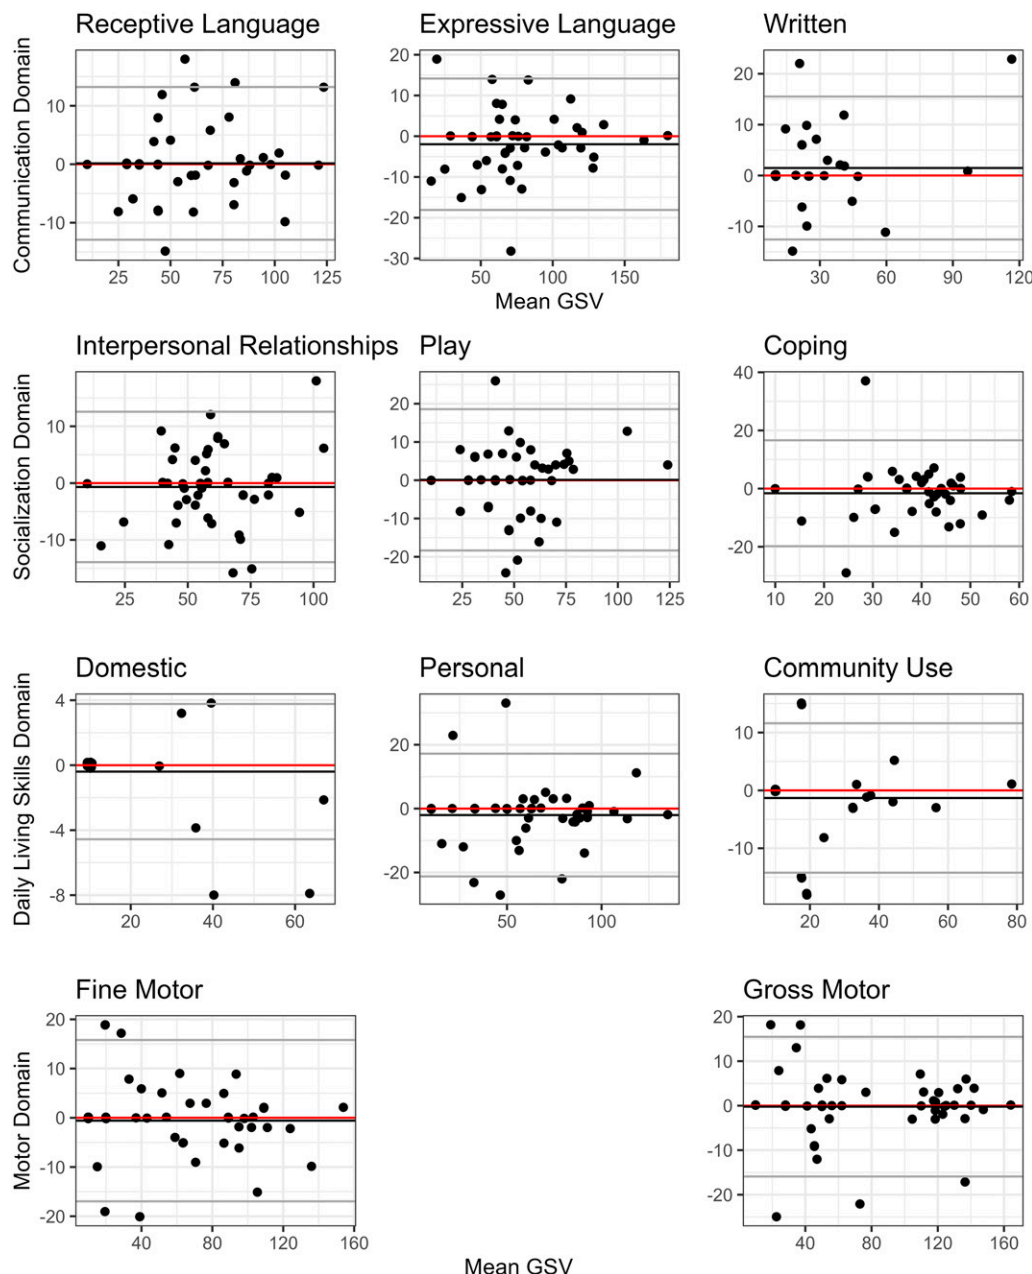 Receptive Language Expressive Language Written
Communication Domain
10
0
-10
25 50 75 100 125
20
10
0
-10
-20
-30
50 100 150
Mean GSV
20
10
0
-10
30 60 90 120
Interpersonal Relationships Play Coping
Socialization Domain
10
0
-10
25 50 75 100
20
10
0
-10
-20
25 50 75 100 125
40
20
0
-20
10 20 30 40 50 60
Domestic Personal Community Use
Daily Living Skills Domain
4
0
-4
-8
20 40 60
20
0
-20
50 100
10
0
-10
20 40 60 80
Fine Motor Gross Motor
Motor Domain
20
10
0
-10
-20
40 80 120 160
20
10
0
-10
-20
40 80 120 160
Mean GSV